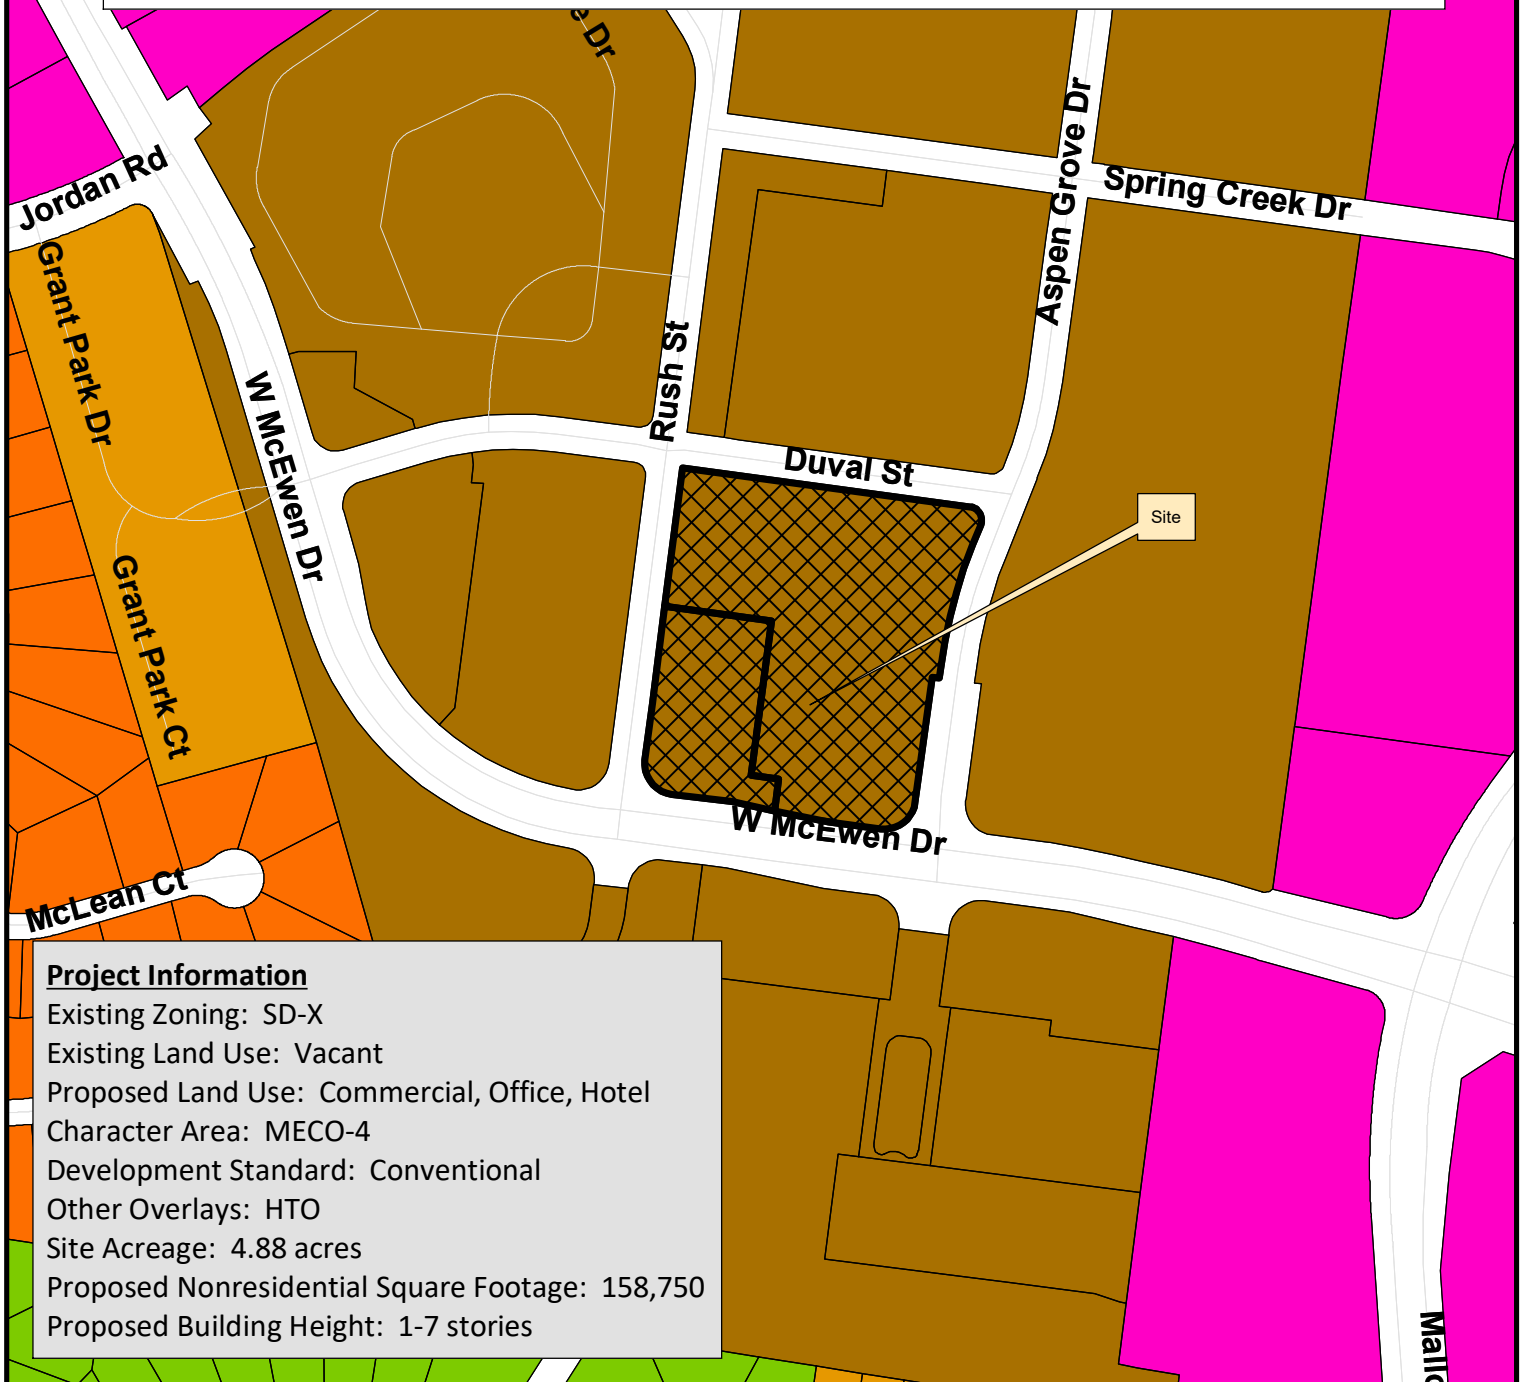 e Dr
Jordan Rd
Aspen Grove Dr
Spring Creek Dr
Grant Park Dr
W McEwen Dr
Rush St
Duval St
Site
Grant Park Ct
W McEwen Dr
McLean Ct
Project Information
Existing Zoning: SD-X
Existing Land Use: Vacant
Proposed Land Use: Commercial, Office, Hotel
Character Area: MECO-4
Development Standard: Conventional
Other Overlays: HTO
Site Acreage: 4.88 acres
Proposed Nonresidential Square Footage: 158,750
Proposed Building Height: 1-7 stories